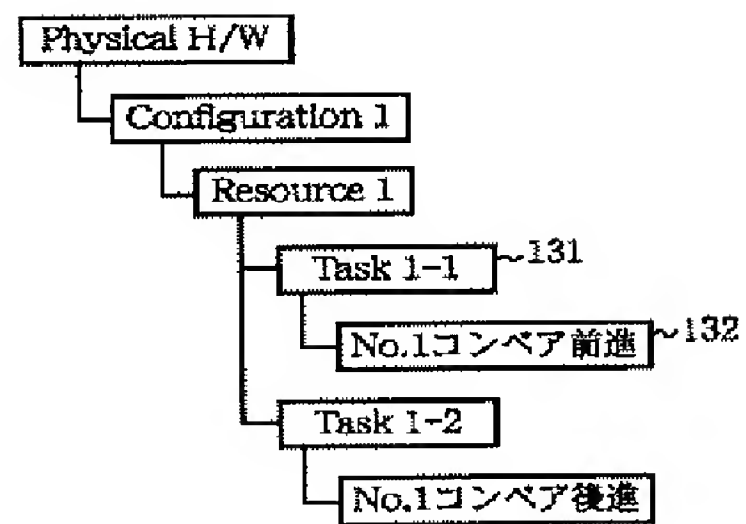 Physical H/W
Configuration 1
Resource 1
Task 1-1 ~131
No.1コンベア前進 ~132
Task 1-2
No.1コンベア後進